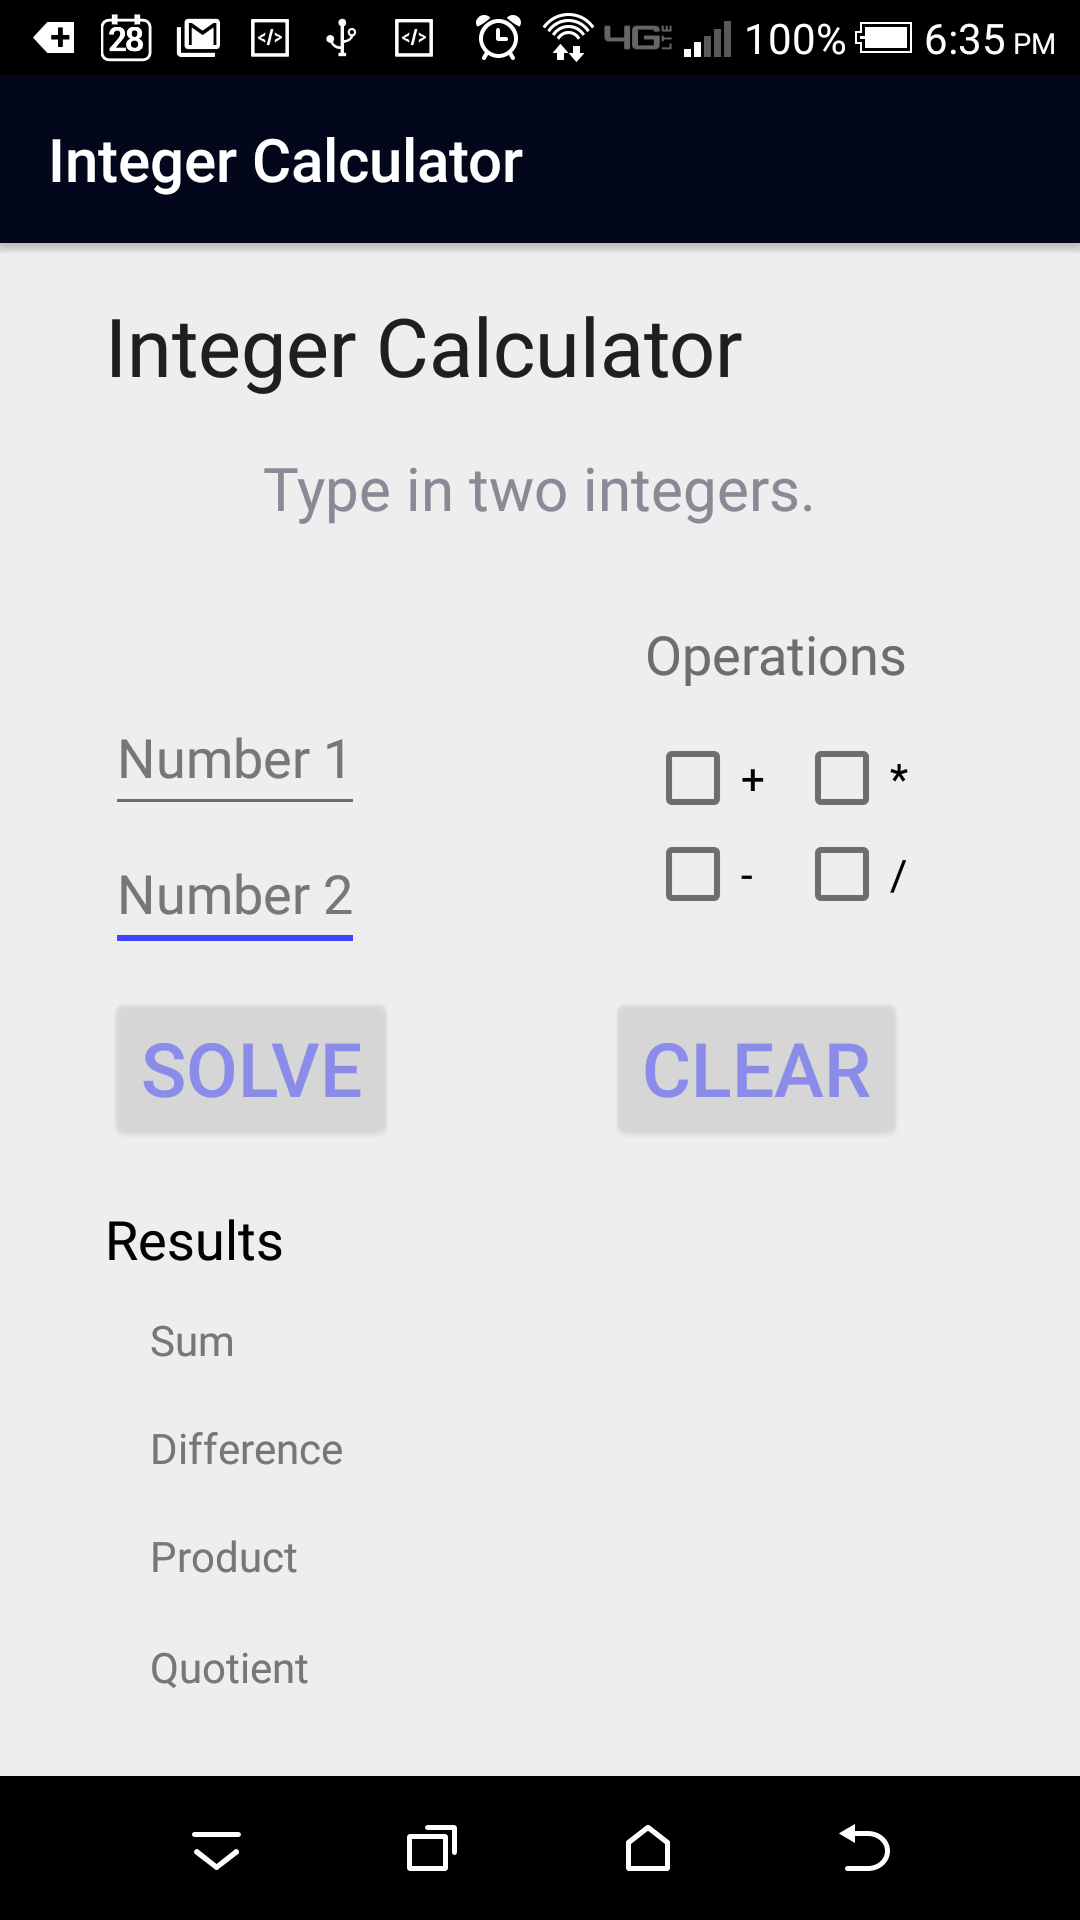 28 </> </> 4G LTE 100% 6:35 PM
Integer Calculator
Integer Calculator
Type in two integers.
Operations
Number 1
+ *
Number 2
- /
SOLVE CLEAR
Results
Sum
Difference
Product
Quotient